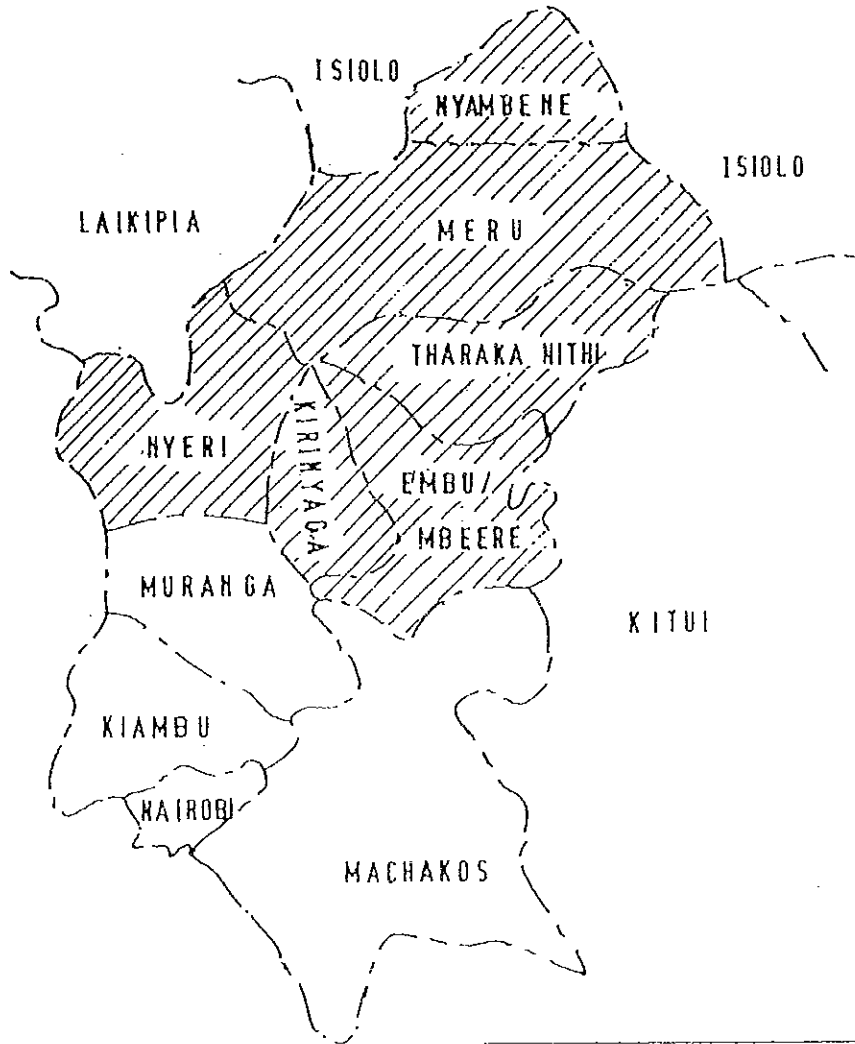 ISIOLO
NYAMBENE
ISIOLO
LAIKIPIA
MERU
THARAKA NITHI
NYERI
KIRINYAGA
EMBU/
MBEERE
MURANGA
KITUI
KIAMBU
NAIROBI
MACHAKOS